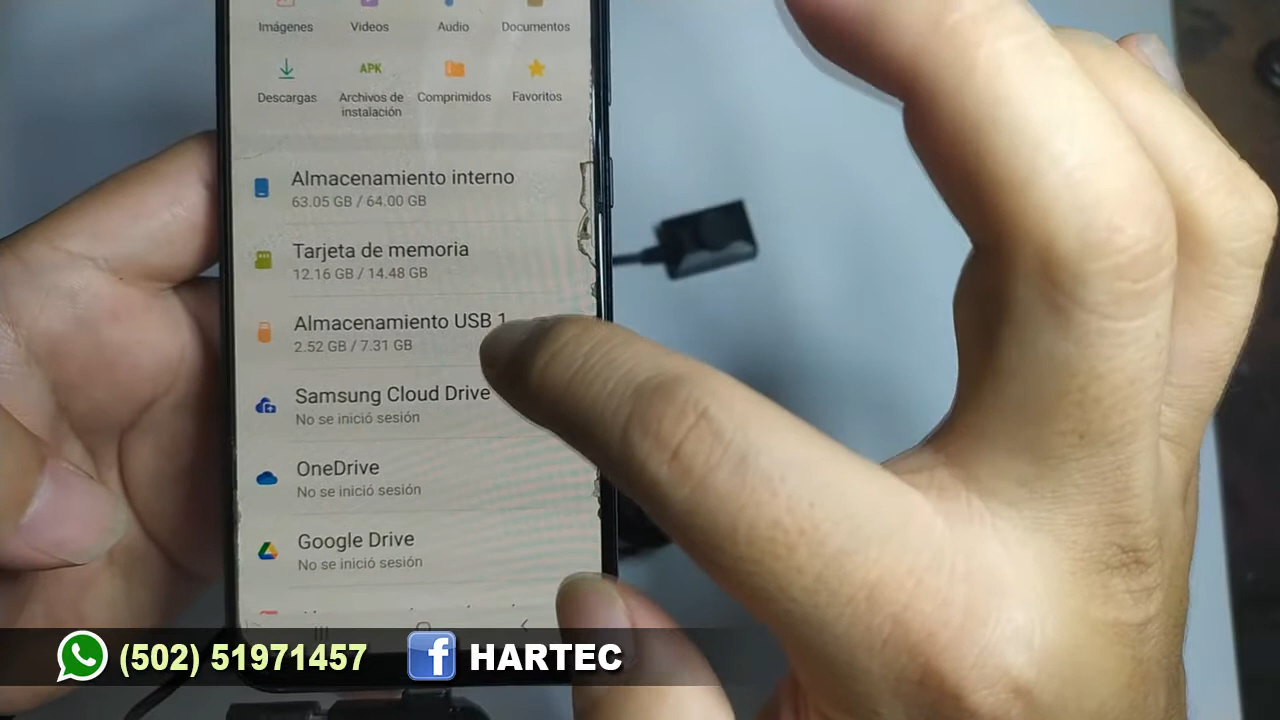 Imágenes
Videos
Audio
Documentos
APK
Descargas
Archivos de
instalación
Comprimidos
Favoritos
Almacenamiento interno
63.05 GB / 64.00 GB
Tarjeta de memoria
12.16 GB / 14.48 GB
Almacenamiento USB 1
2.52 GB / 7.31 GB
Samsung Cloud Drive
No se inició sesión
OneDrive
No se inició sesión
Google Drive
No se inició sesión
(502) 51971457
f HARTEC